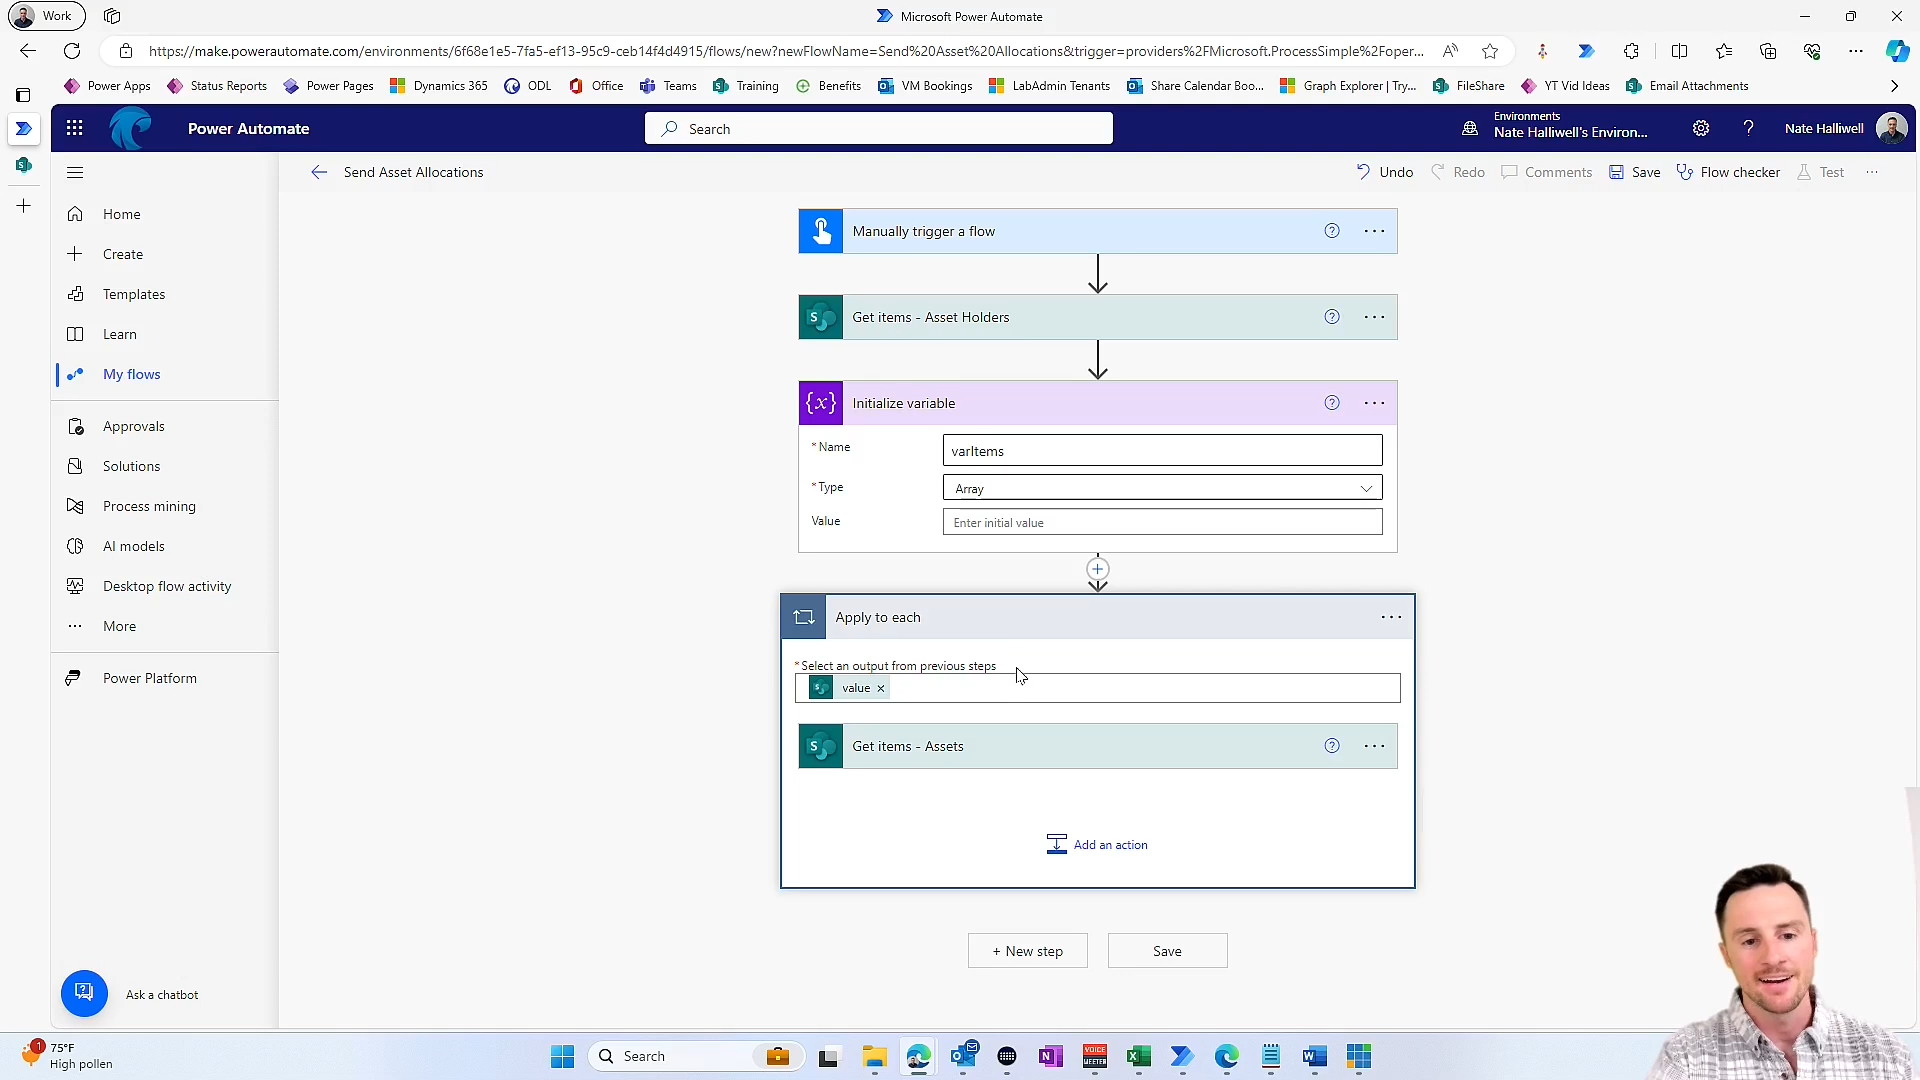 Work
Microsoft Power Automate
https://make.powerautomate.com/environments/6f68e1e5-7fa5-ef13-95c9-ceb14f4d4915/flows/new?newFlowName=Send%20Asset%20Allocations&trigger=providers%2FMicrosoft.ProcessSimple%2Foper...
Power Apps
Status Reports
Power Pages
Dynamics 365
ODL
Office
Teams
Training
Benefits
VM Bookings
LabAdmin Tenants
Share Calendar Boo...
Graph Explorer | Try...
FileShare
YT Vid Ideas
Email Attachments
Power Automate
Search
Environments
Nate Halliwell's Environ...
Nate Halliwell
Send Asset Allocations
Undo
Redo
Comments
Save
Flow checker
Test
Home
Create
Templates
Learn
My flows
Approvals
Solutions
Process mining
AI models
Desktop flow activity
More
Power Platform
Ask a chatbot
Manually trigger a flow
Get items - Asset Holders
Initialize variable
*Name
varItems
*Type
Array
Value
Enter initial value
Apply to each
*Select an output from previous steps
value
Get items - Assets
Add an action
+ New step
Save
1
75°F
High pollen
Search
VOICE
MEETER